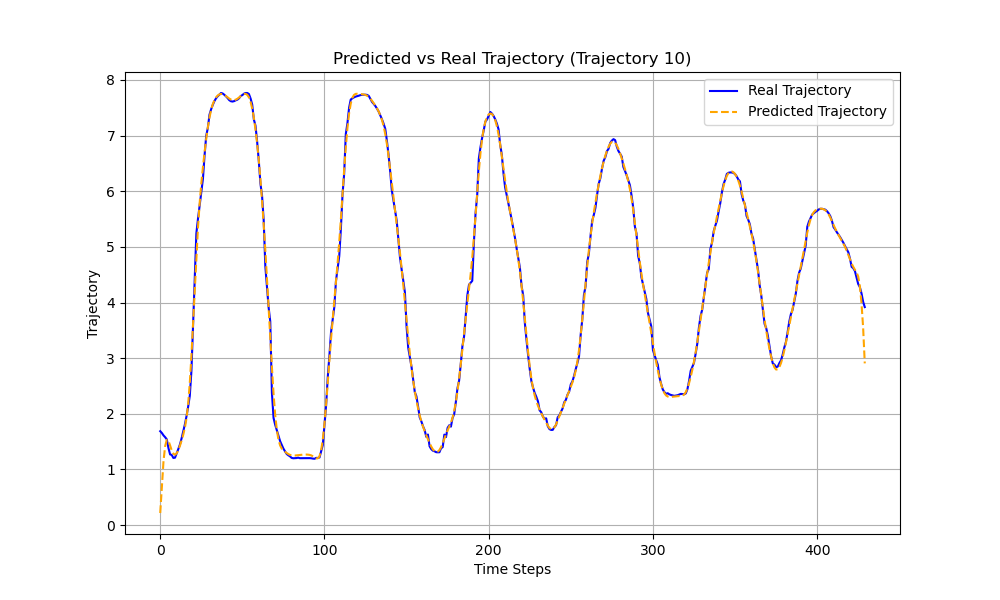 Predicted vs Real Trajectory (Trajectory 10)
Real Trajectory
Predicted Trajectory
8
7
6
5
4
3
2
1
0
Trajectory
0 100 200 300 400
Time Steps